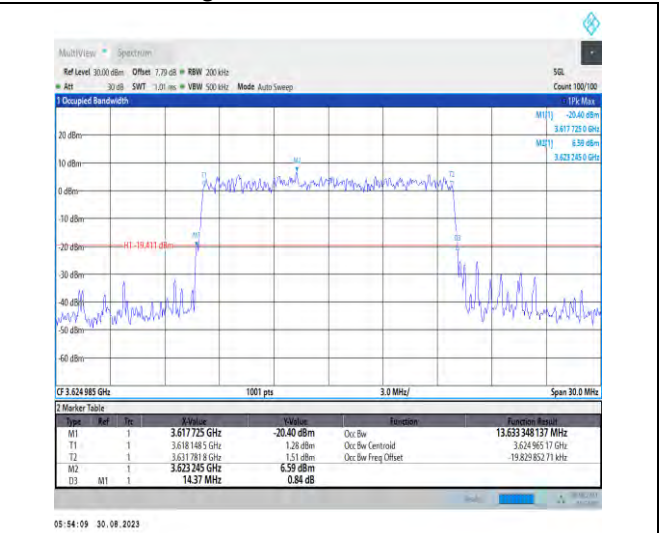 MultiView Spectrum
Ref Level 30.00 dBm Offset 7.79 dB RBW 200 kHz SGL
Att 30 dB SWT 1.01 ms VBW 500 kHz Mode Auto Sweep Count 100/100
1 Occupied Bandwidth 1Pk Max
M1[1] -20.40 dBm
3.617 725 0 GHz
20 dBm
M2[1] 6.59 dBm
3.623 245 0 GHz
10 dBm
T1
T2
0 dBm
-10 dBm
D3
-20 dBm
H1 -19.411 dBm
-30 dBm
-40 dBm
-50 dBm
-60 dBm
CF 3.624 985 GHz 1001 pts 3.0 MHz/ Span 30.0 MHz
2 Marker Table
Type Ref Trc X-Value Y-Value Function Function Result
M1 1 3.617725 GHz -20.40 dBm Occ Bw 13.633 348 137 MHz
T1 1 3.618 148 5 GHz 1.28 dBm Occ Bw Centroid 3.624 965 17 GHz
T2 1 3.631 781 8 GHz 1.51 dBm Occ Bw Freq Offset -19.829 852 71 kHz
M2 1 3.623 245 GHz 6.59 dBm
D3 M1 1 14.37 MHz 0.84 dB
05:54:09 30.08.2023